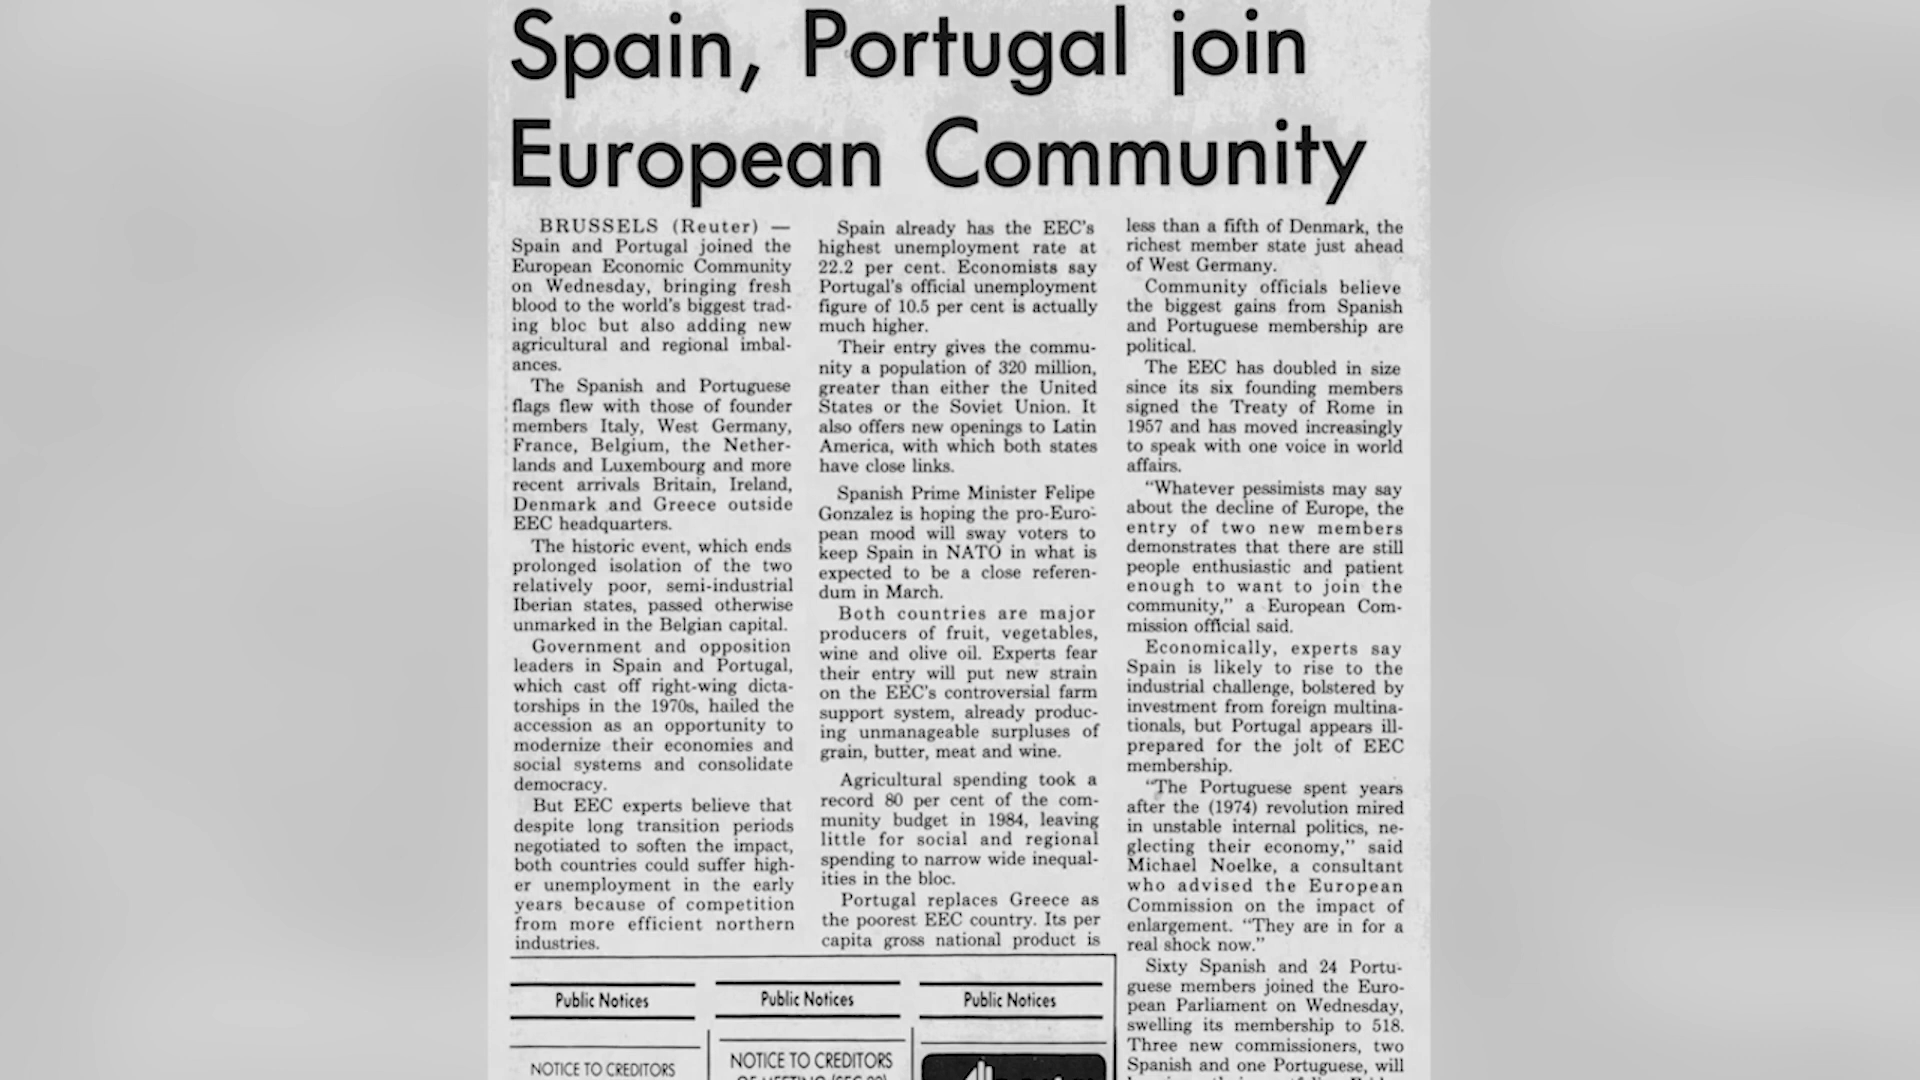 Spain, Portugal join
European Community
BRUSSELS (Reuter) —
Spain and Portugal joined the
European Economic Community
on Wednesday, bringing fresh
blood to the world's biggest trad-
ing bloc but also adding new
agricultural and regional imbal-
ances.
The Spanish and Portuguese
flags flew with those of founder
members Italy, West Germany,
France, Belgium, the Nether-
lands and Luxembourg and more
recent arrivals Britain, Ireland,
Denmark and Greece outside
EEC headquarters.
The historic event, which ends
prolonged isolation of the two
relatively poor, semi-industrial
Iberian states, passed otherwise
unmarked in the Belgian capital.
Government and opposition
leaders in Spain and Portugal,
which cast off right-wing dicta-
torships in the 1970s, hailed the
accession as an opportunity to
modernize their economies and
social systems and consolidate
democracy.
But EEC experts believe that
despite long transition periods
negotiated to soften the impact,
both countries could suffer high-
er unemployment in the early
years because of competition
from more efficient northern
industries.
Spain already has the EEC's
highest unemployment rate at
22.2 per cent. Economists say
Portugal's official unemployment
figure of 10.5 per cent is actually
much higher.
Their entry gives the commu-
nity a population of 320 million,
greater than either the United
States or the Soviet Union. It
also offers new openings to Latin
America, with which both states
have close links.
Spanish Prime Minister Felipe
Gonzalez is hoping the pro-Euro-
pean mood will sway voters to
keep Spain in NATO in what is
expected to be a close referen-
dum in March.
Both countries are major
producers of fruit, vegetables,
wine and olive oil. Experts fear
their entry will put new strain
on the EEC's controversial farm
support system, already produc-
ing unmanageable surpluses of
grain, butter, meat and wine.
Agricultural spending took a
record 80 per cent of the com-
munity budget in 1984, leaving
little for social and regional
spending to narrow wide inequal-
ities in the bloc.
Portugal replaces Greece as
the poorest EEC country. Its per
capita gross national product is
less than a fifth of Denmark, the
richest member state just ahead
of West Germany.
Community officials believe
the biggest gains from Spanish
and Portuguese membership are
political.
The EEC has doubled in size
since its six founding members
signed the Treaty of Rome in
1957 and has moved increasingly
to speak with one voice in world
affairs.
"Whatever pessimists may say
about the decline of Europe, the
entry of two new members
demonstrates that there are still
people enthusiastic and patient
enough to want to join the
community," a European Com-
mission official said.
Economically, experts say
Spain is likely to rise to the
industrial challenge, bolstered by
investment from foreign multina-
tionals, but Portugal appears ill-
prepared for the jolt of EEC
membership.
"The Portuguese spent years
after the (1974) revolution mired
in unstable internal politics, ne-
glecting their economy," said
Michael Noelke, a consultant
who advised the European
Commission on the impact of
enlargement. "They are in for a
real shock now."
Sixty Spanish and 24 Portu-
guese members joined the Euro-
pean Parliament on Wednesday,
swelling its membership to 518.
Three new commissioners, two
Spanish and one Portuguese, will
Public Notices
NOTICE TO CREDITORS
Public Notices
NOTICE TO CREDITORS
Public Notices